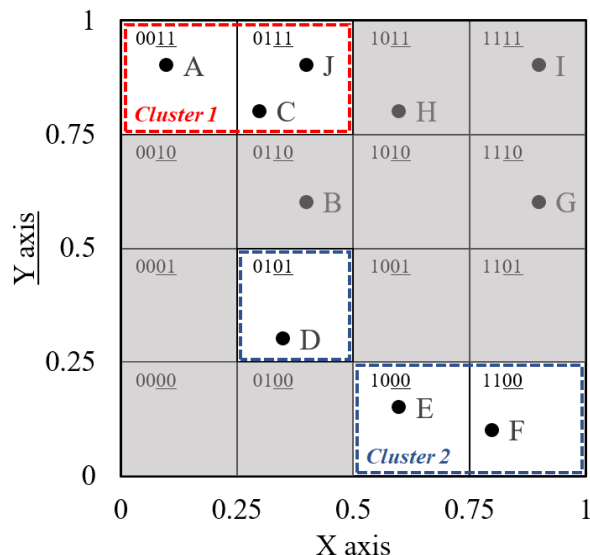 1
0011 0111 1011 1111
A J I
Cluster 1 C H
0.75
0010 0110 1010 1110
B G
Y axis
0.5
0001 0101 1001 1101
D
0.25
0000 0100 1000 1100
E F
Cluster 2
0
0 0.25 0.5 0.75 1
X axis